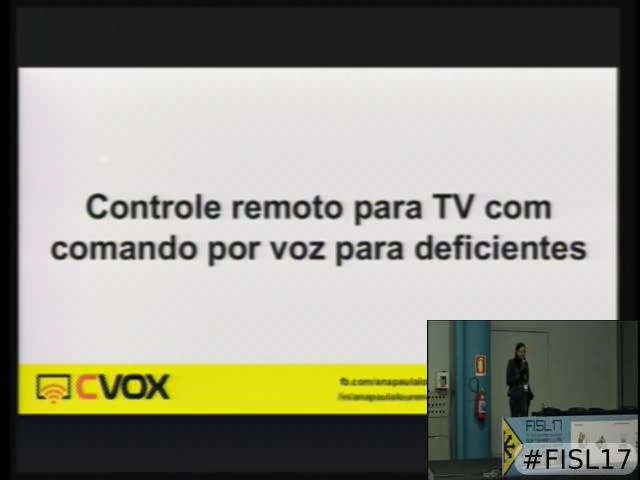 Controle remoto para TV com
comando por voz para deficientes
CVOX
FISL17
#FISL17